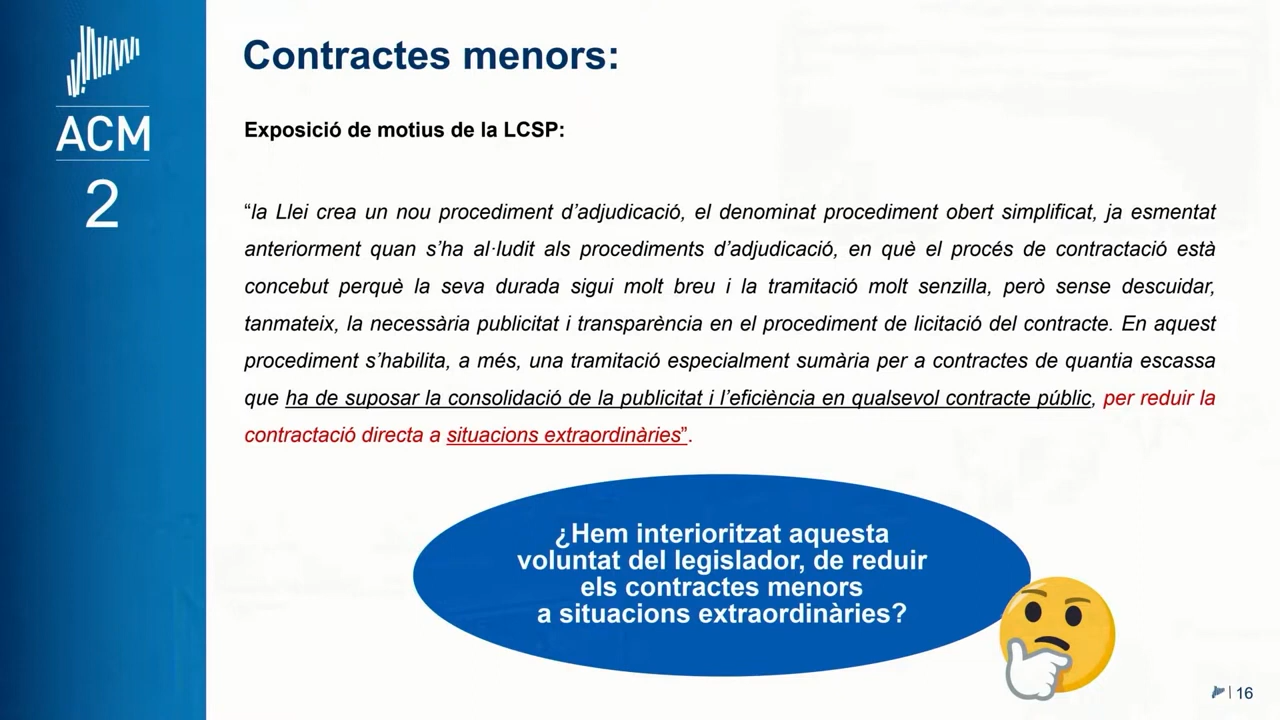 ACM
2
Contractes menors:
Exposició de motius de la LCSP:
“la Llei crea un nou procediment d’adjudicació, el denominat procediment obert simplificat, ja esmentat
anteriorment quan s’ha al·ludit als procediments d’adjudicació, en què el procés de contractació està
concebut perquè la seva durada sigui molt breu i la tramitació molt senzilla, però sense descuidar,
tanmateix, la necessària publicitat i transparència en el procediment de licitació del contracte. En aquest
procediment s’habilita, a més, una tramitació especialment sumària per a contractes de quantia escassa
que ha de suposar la consolidació de la publicitat i l’eficiència en qualsevol contracte públic, per reduir la
contractació directa a situacions extraordinàries”.
¿Hem interioritzat aquesta
voluntat del legislador, de reduir
els contractes menors
a situacions extraordinàries?
16